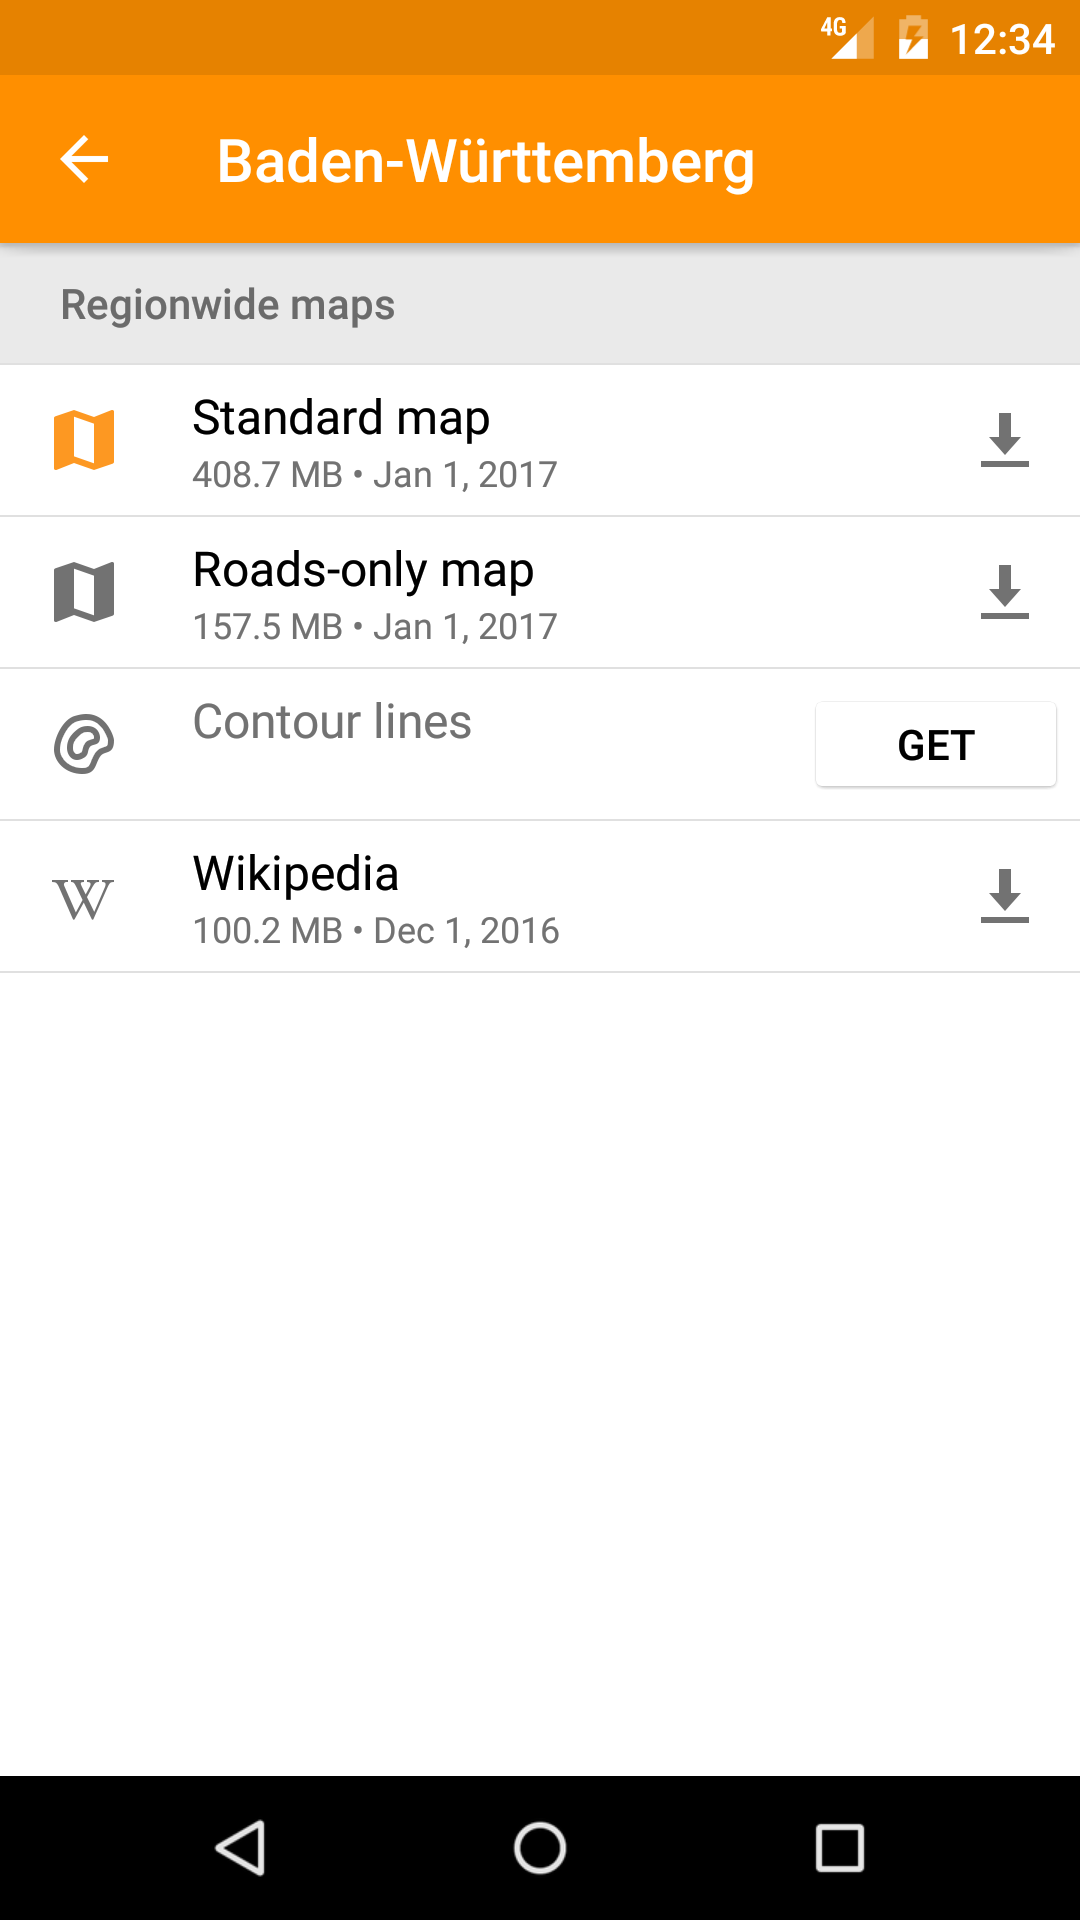 4G 12:34
Baden-Württemberg
Regionwide maps
Standard map
408.7 MB • Jan 1, 2017
Roads-only map
157.5 MB • Jan 1, 2017
Contour lines
GET
W
Wikipedia
100.2 MB • Dec 1, 2016